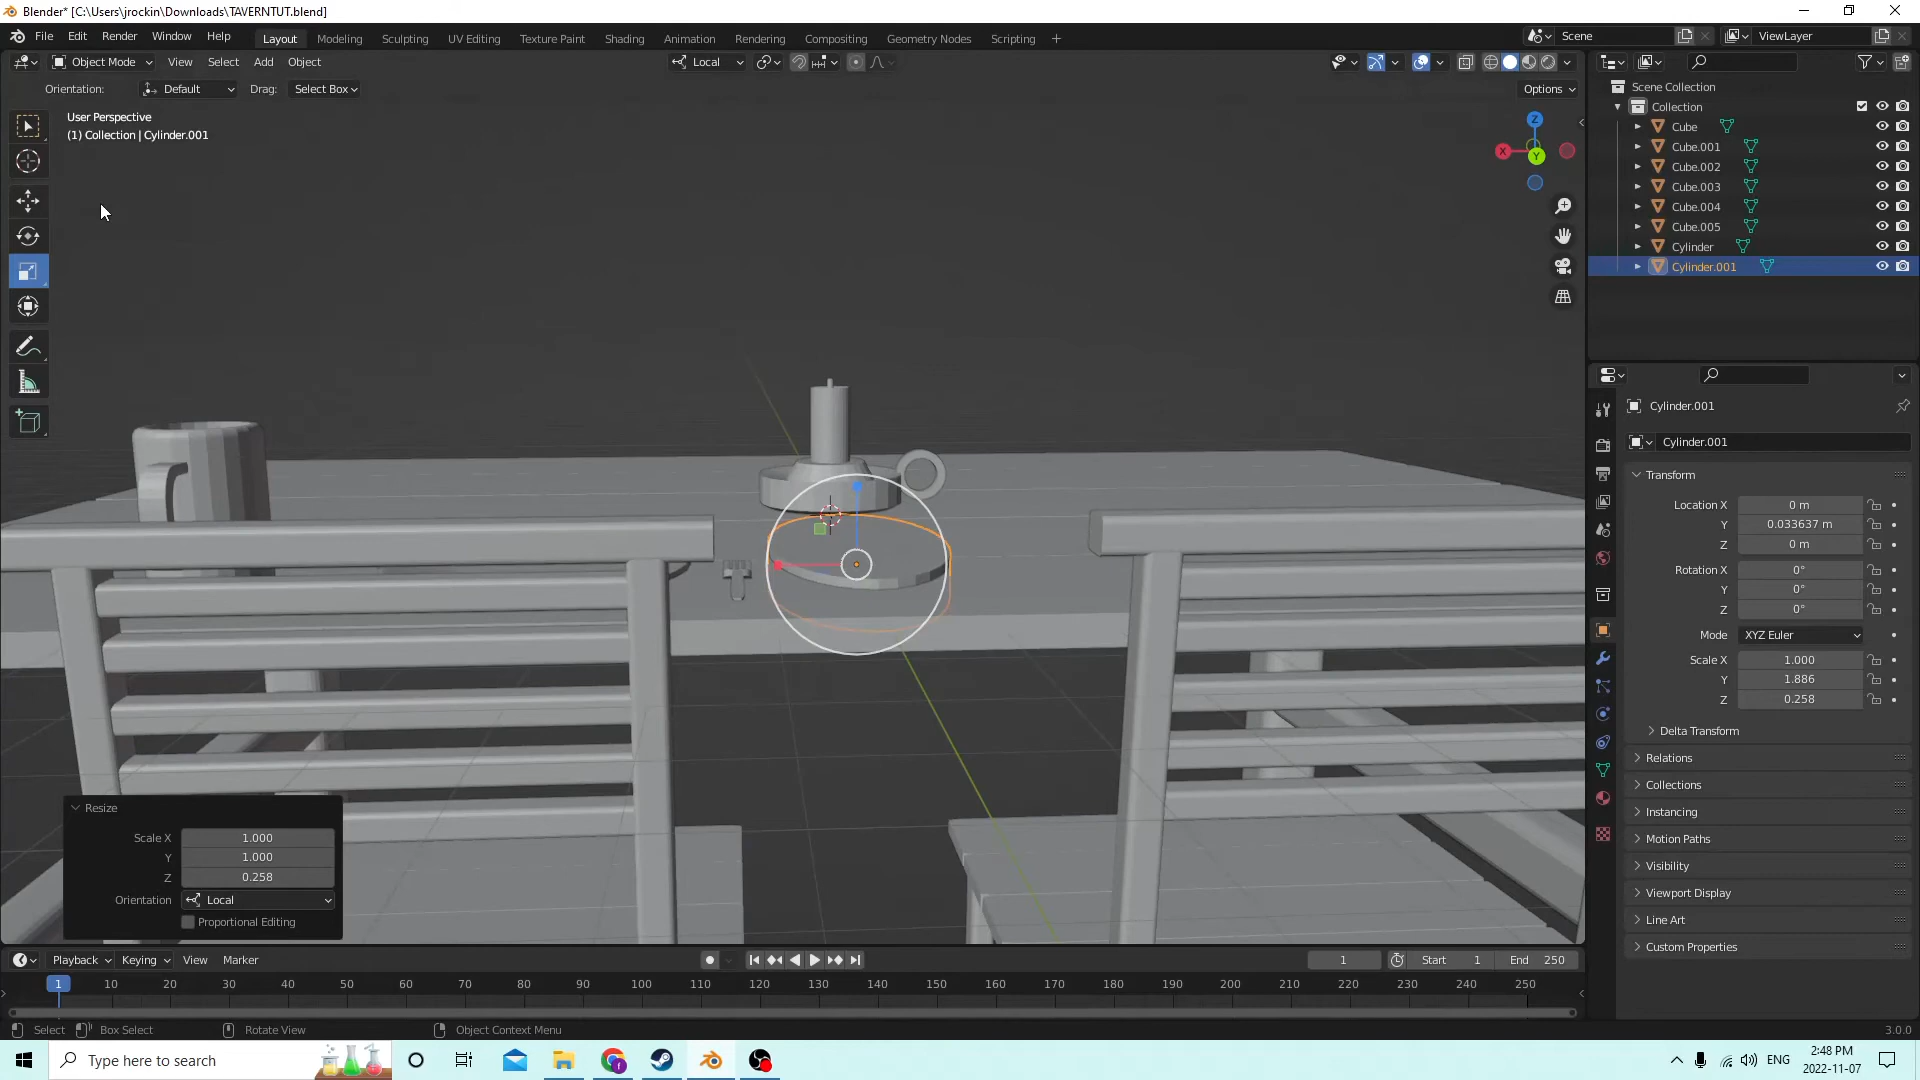 Blender* [C:\Users\jrockin\Downloads\TAVERNTUT.blend]
File Edit Render Window Help Layout Modeling Sculpting UV Editing Texture Paint Shading Animation Rendering Compositing Geometry Nodes Scripting + Scene ViewLayer
Object Mode View Select Add Object Local
Orientation: Default Drag: Select Box Options
User Perspective
(1) Collection | Cylinder.001
Z
X
Y
Scene Collection
Collection
Cube
Cube.001
Cube.002
Cube.003
Cube.004
Cube.005
Cylinder
Cylinder.001
Cylinder.001
Cylinder.001
Transform
Location X 0 m
Y 0.033637 m
Z 0 m
Rotation X 0°
Y 0°
Z 0°
Mode XYZ Euler
Scale X 1.000
Y 1.886
Z 0.258
Delta Transform
Relations
Collections
Instancing
Motion Paths
Visibility
Viewport Display
Line Art
Custom Properties
Resize
Scale X 1.000
Y 1.000
Z 0.258
Orientation Local
Proportional Editing
Playback Keying View Marker 1 Start 1 End 250
1 10 20 30 40 50 60 70 80 90 100 110 120 130 140 150 160 170 180 190 200 210 220 230 240 250
Select Box Select Rotate View Object Context Menu 3.0.0
Type here to search ENG 2:48 PM
2022-11-07